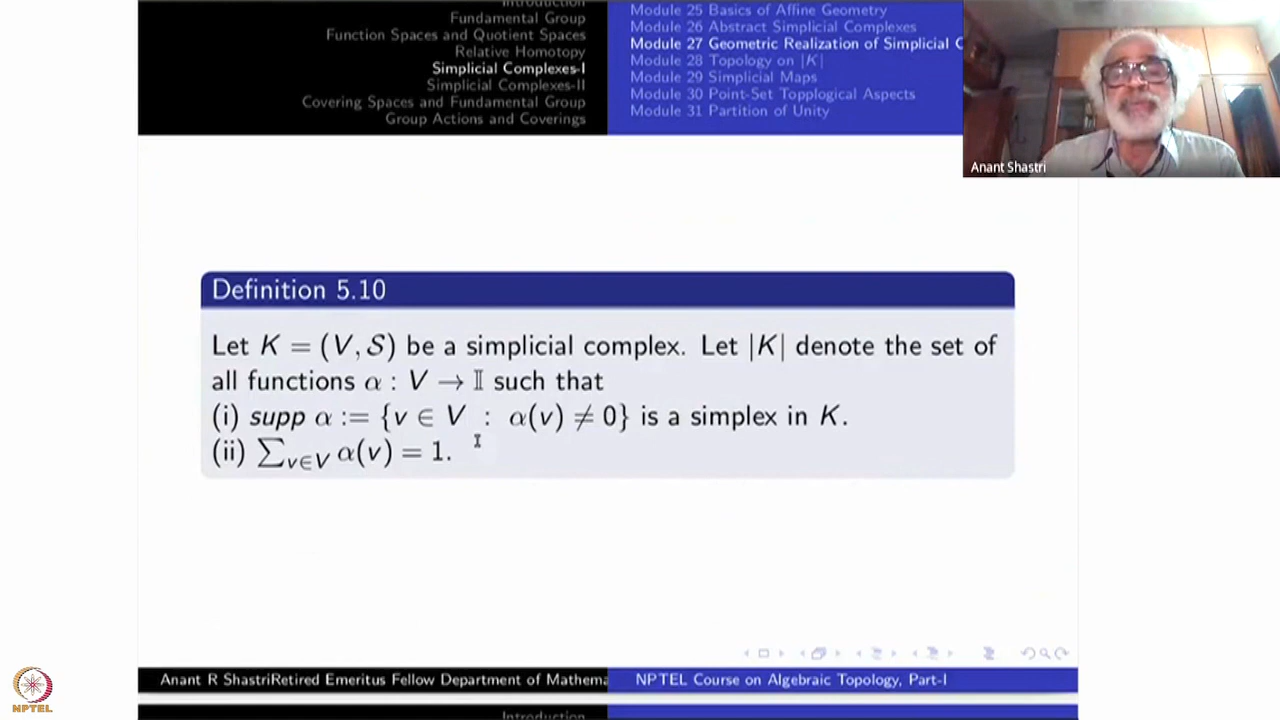 Introduction
Fundamental Group
Function Spaces and Quotient Spaces
Relative Homotopy
Simplicial Complexes-I
Simplicial Complexes-II
Covering Spaces and Fundamental Group
Group Actions and Coverings
Module 25 Basics of Affine Geometry
Module 26 Abstract Simplicial Complexes
Module 27 Geometric Realization of Simplicial C
Module 28 Topology on |K|
Module 29 Simplicial Maps
Module 30 Point-Set Topplogical Aspects
Module 31 Partition of Unity
Anant Shastri
Definition 5.10
Let K = (V, 𝒮) be a simplicial complex. Let |K| denote the set of
all functions α : V → 𝕀 such that
(i) supp α := {v ∈ V : α(v) ≠ 0} is a simplex in K.
(ii) ∑_{v∈V} α(v) = 1.
Anant R ShastriRetired Emeritus Fellow Department of Mathema
NPTEL Course on Algebraic Topology, Part-I
NPTEL
Introduction